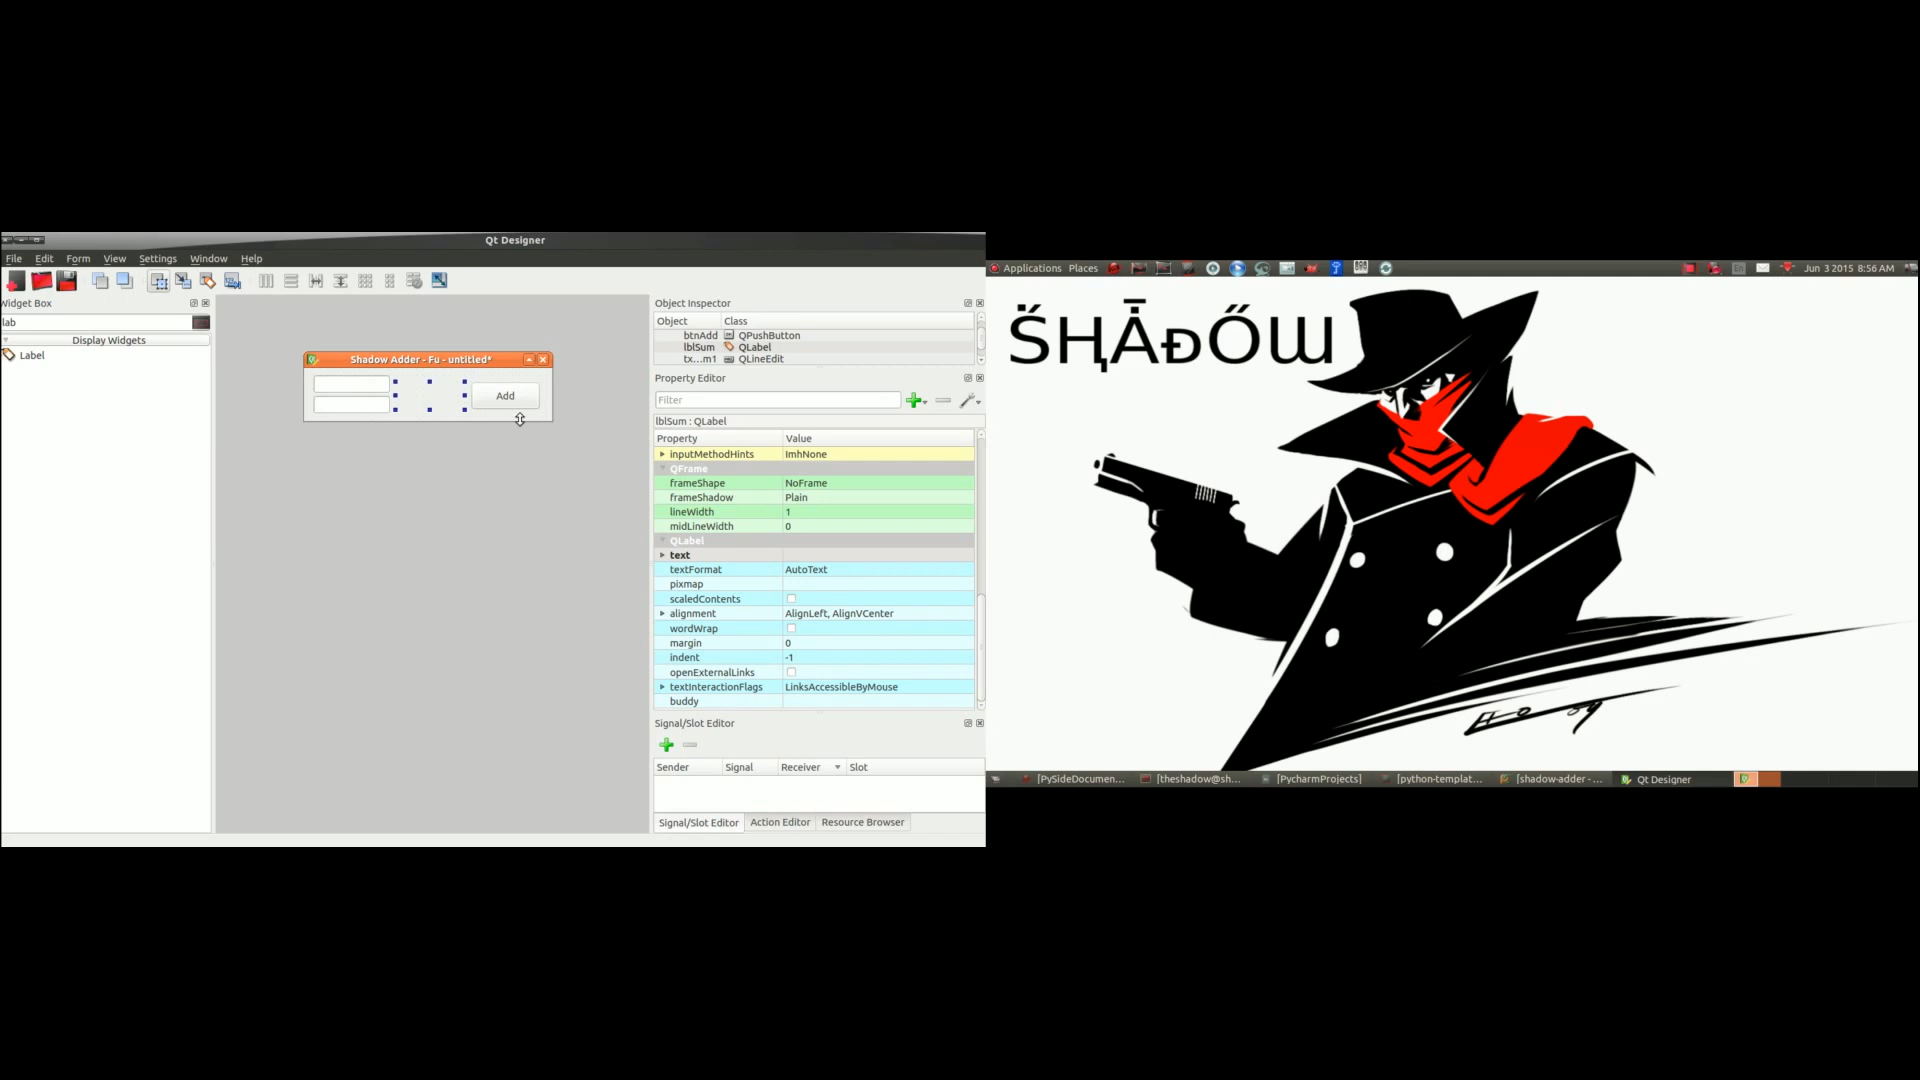 Qt Designer
File Edit Form View Settings Window Help
Widget Box
lab
Display Widgets
Label
Shadow Adder - Fu - untitled*
Add
Object Inspector
Object Class
btnAdd QPushButton
lblSum QLabel
tx...m1 QLineEdit
Property Editor
Filter
lblSum : QLabel
Property Value
inputMethodHints ImhNone
QFrame
frameShape NoFrame
frameShadow Plain
lineWidth 1
midLineWidth 0
QLabel
text
textFormat AutoText
pixmap
scaledContents
alignment AlignLeft, AlignVCenter
wordWrap
margin 0
indent -1
openExternalLinks
textInteractionFlags LinksAccessibleByMouse
buddy
Signal/Slot Editor
Sender Signal Receiver Slot
Signal/Slot Editor Action Editor Resource Browser
Applications Places Jun 3 2015 8:56 AM
[PySideDocumen... [theshadow@sh... [PycharmProjects] [python-templat... [shadow-adder - ... Qt Designer